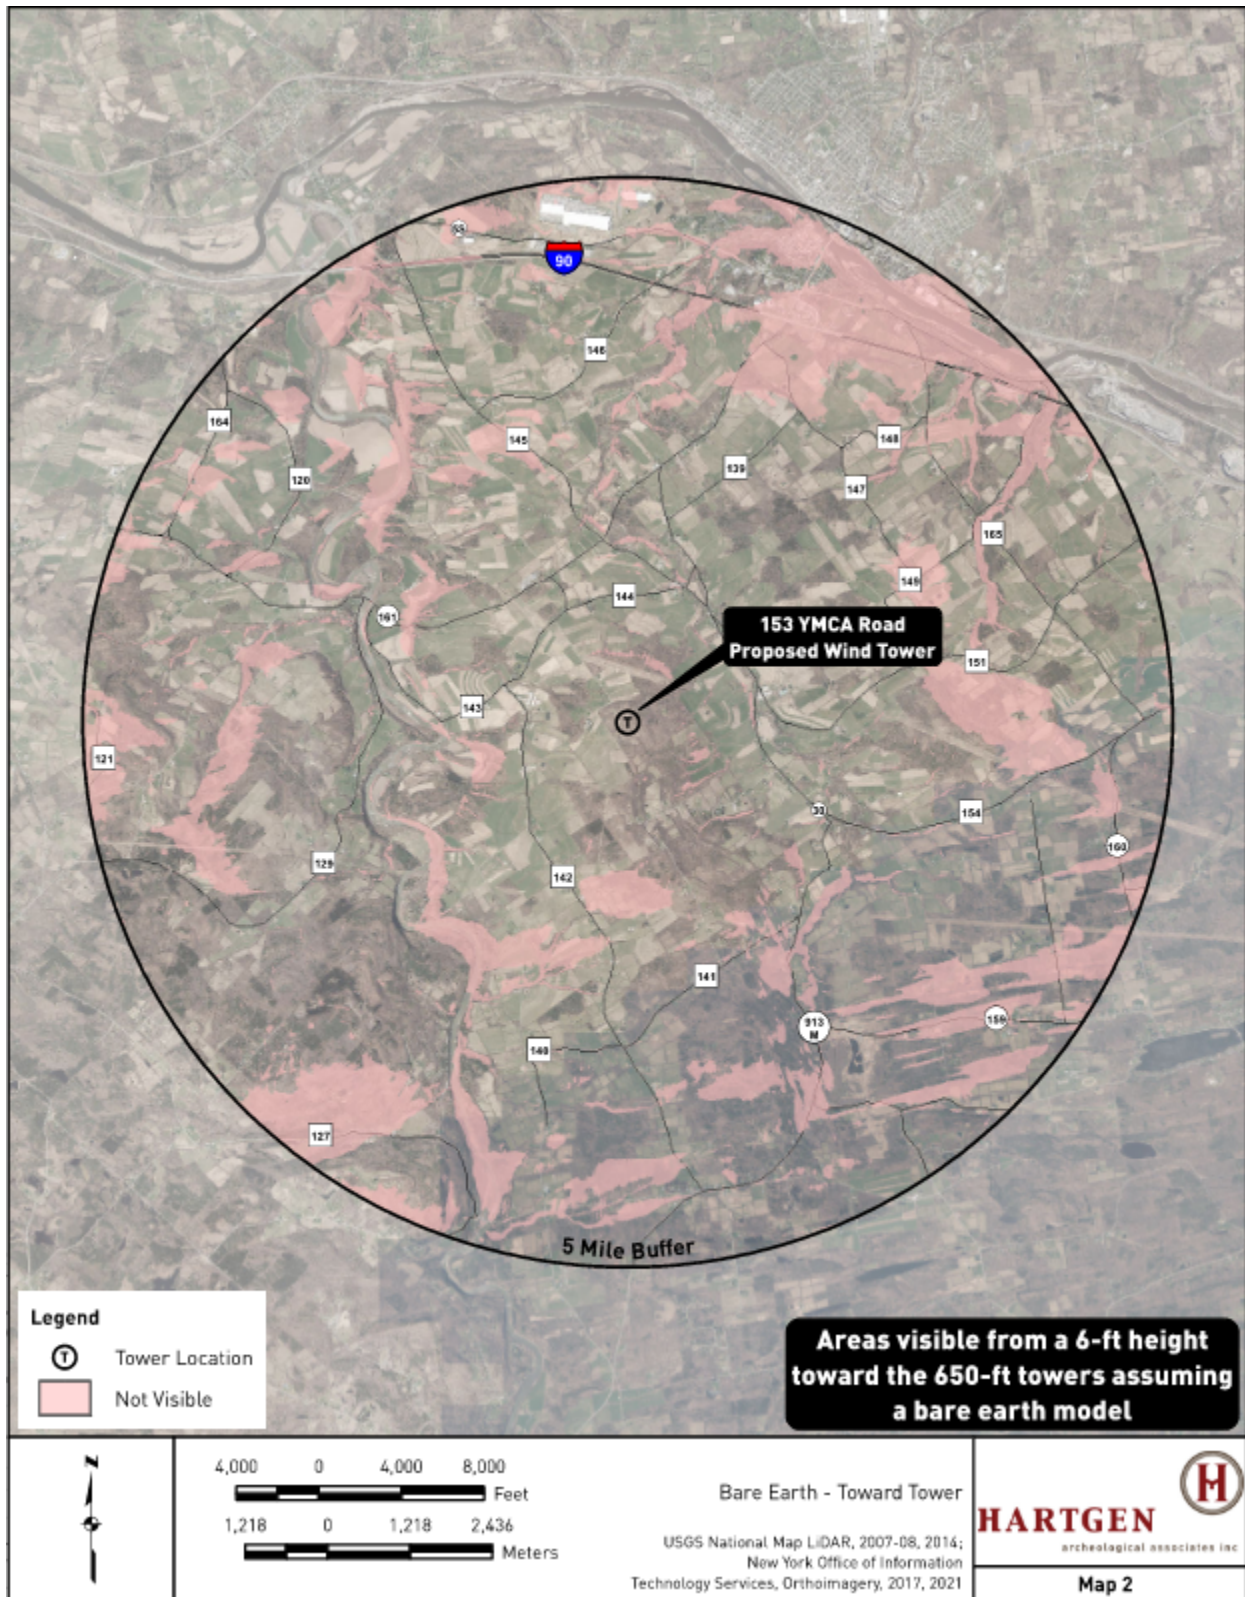 55
90
146
164
145
148
139
120
147
165
149
144
161
153 YMCA Road
Proposed Wind Tower
151
143
T
121
30
154
160
129
142
141
913
M
159
140
127
5 Mile Buffer
Legend
T Tower Location
Not Visible
Areas visible from a 6-ft height
toward the 650-ft towers assuming
a bare earth model
N
4,000 0 4,000 8,000
Feet
1,218 0 1,218 2,436
Meters
Bare Earth - Toward Tower
USGS National Map LiDAR, 2007-08, 2014;
New York Office of Information
Technology Services, Orthoimagery, 2017, 2021
H
HARTGEN
archeological associates inc
Map 2